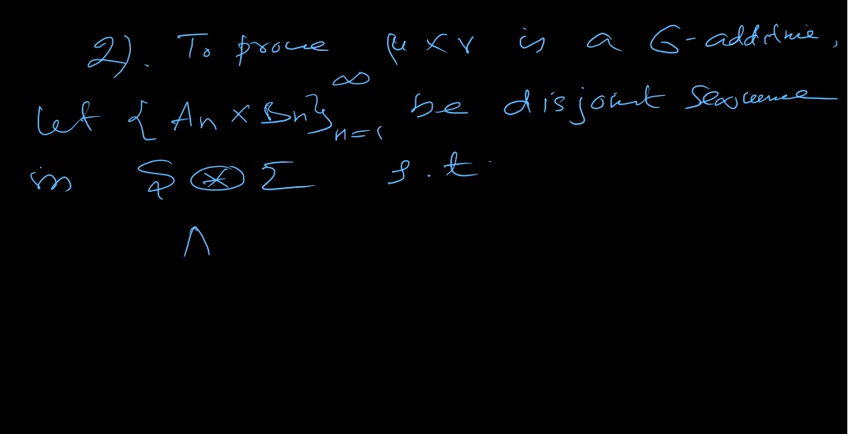 2). To prove μ × ν is a σ-additive,
let {An × Bn}∞n=1 be disjoint sequence
in S ⊛ Σ s.t.
A